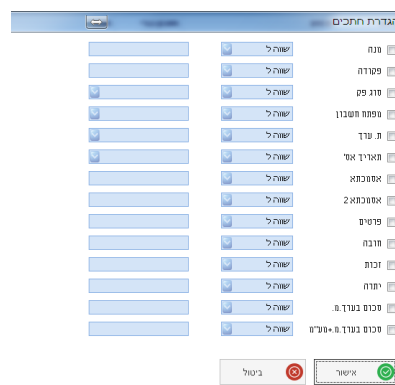 הגדרת חתכים
מנה שווה ל
פקודה שווה ל
סוג פק שווה ל
מפתח חשבון שווה ל
ת. ערך שווה ל
תאריך אס' שווה ל
אסמכתא שווה ל
אסמכתא 2 שווה ל
פרטים שווה ל
חובה שווה ל
זכות שווה ל
יתרה שווה ל
סכום בערך.מ. שווה ל
סכום בערך.מ.+מע"מ שווה ל
אישור ביטול